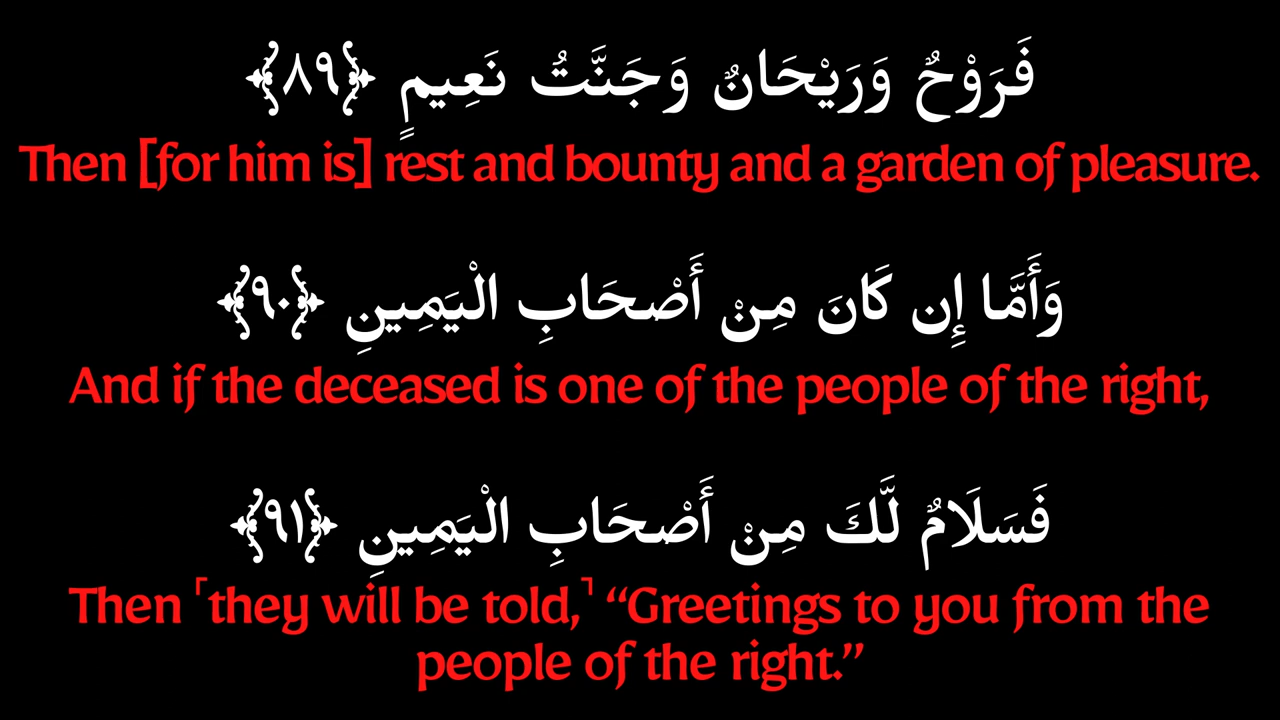 فَرَوْحٌ وَرَيْحَانٌ وَجَنَّتُ نَعِيمٍ ﴿٨٩﴾
Then [for him is] rest and bounty and a garden of pleasure.
وَأَمَّا إِن كَانَ مِنْ أَصْحَابِ الْيَمِينِ ﴿٩٠﴾
And if the deceased is one of the people of the right,
فَسَلَامٌ لَّكَ مِنْ أَصْحَابِ الْيَمِينِ ﴿٩١﴾
Then ˹they will be told,˺ “Greetings to you from the
people of the right.”